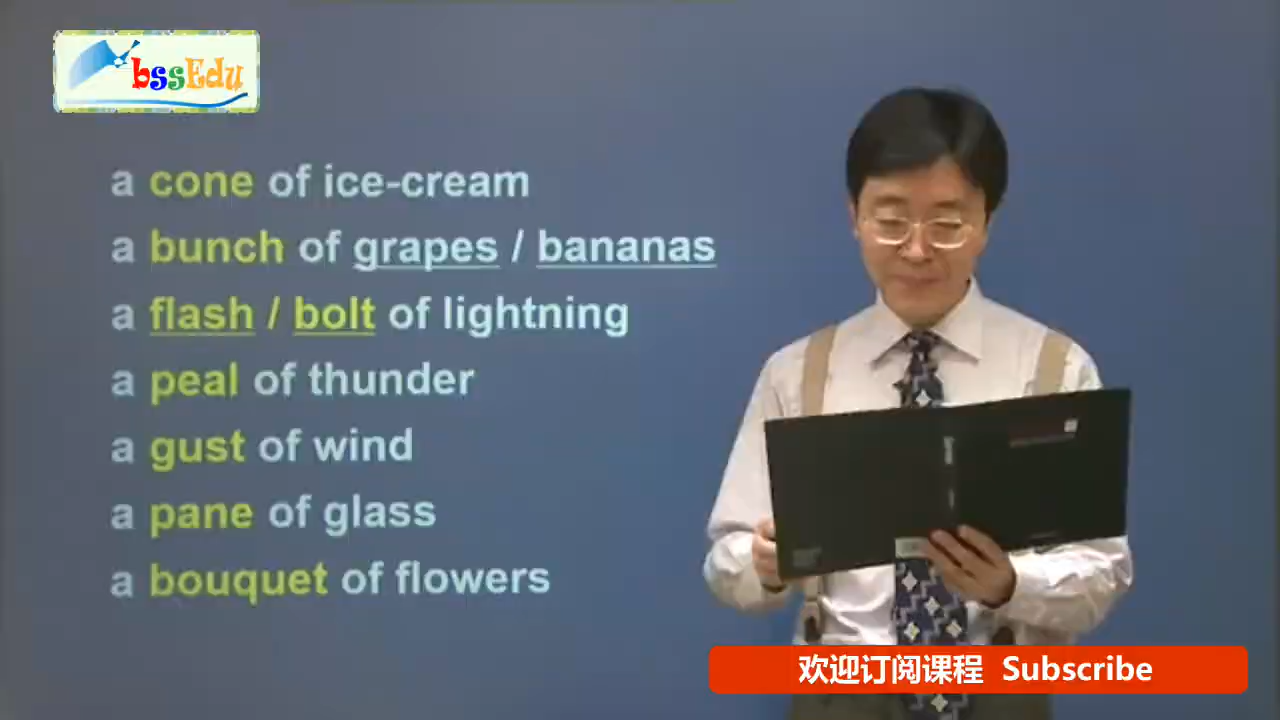 bssEdu
a cone of ice-cream
a bunch of grapes / bananas
a flash / bolt of lightning
a peal of thunder
a gust of wind
a pane of glass
a bouquet of flowers
欢迎订阅课程 Subscribe